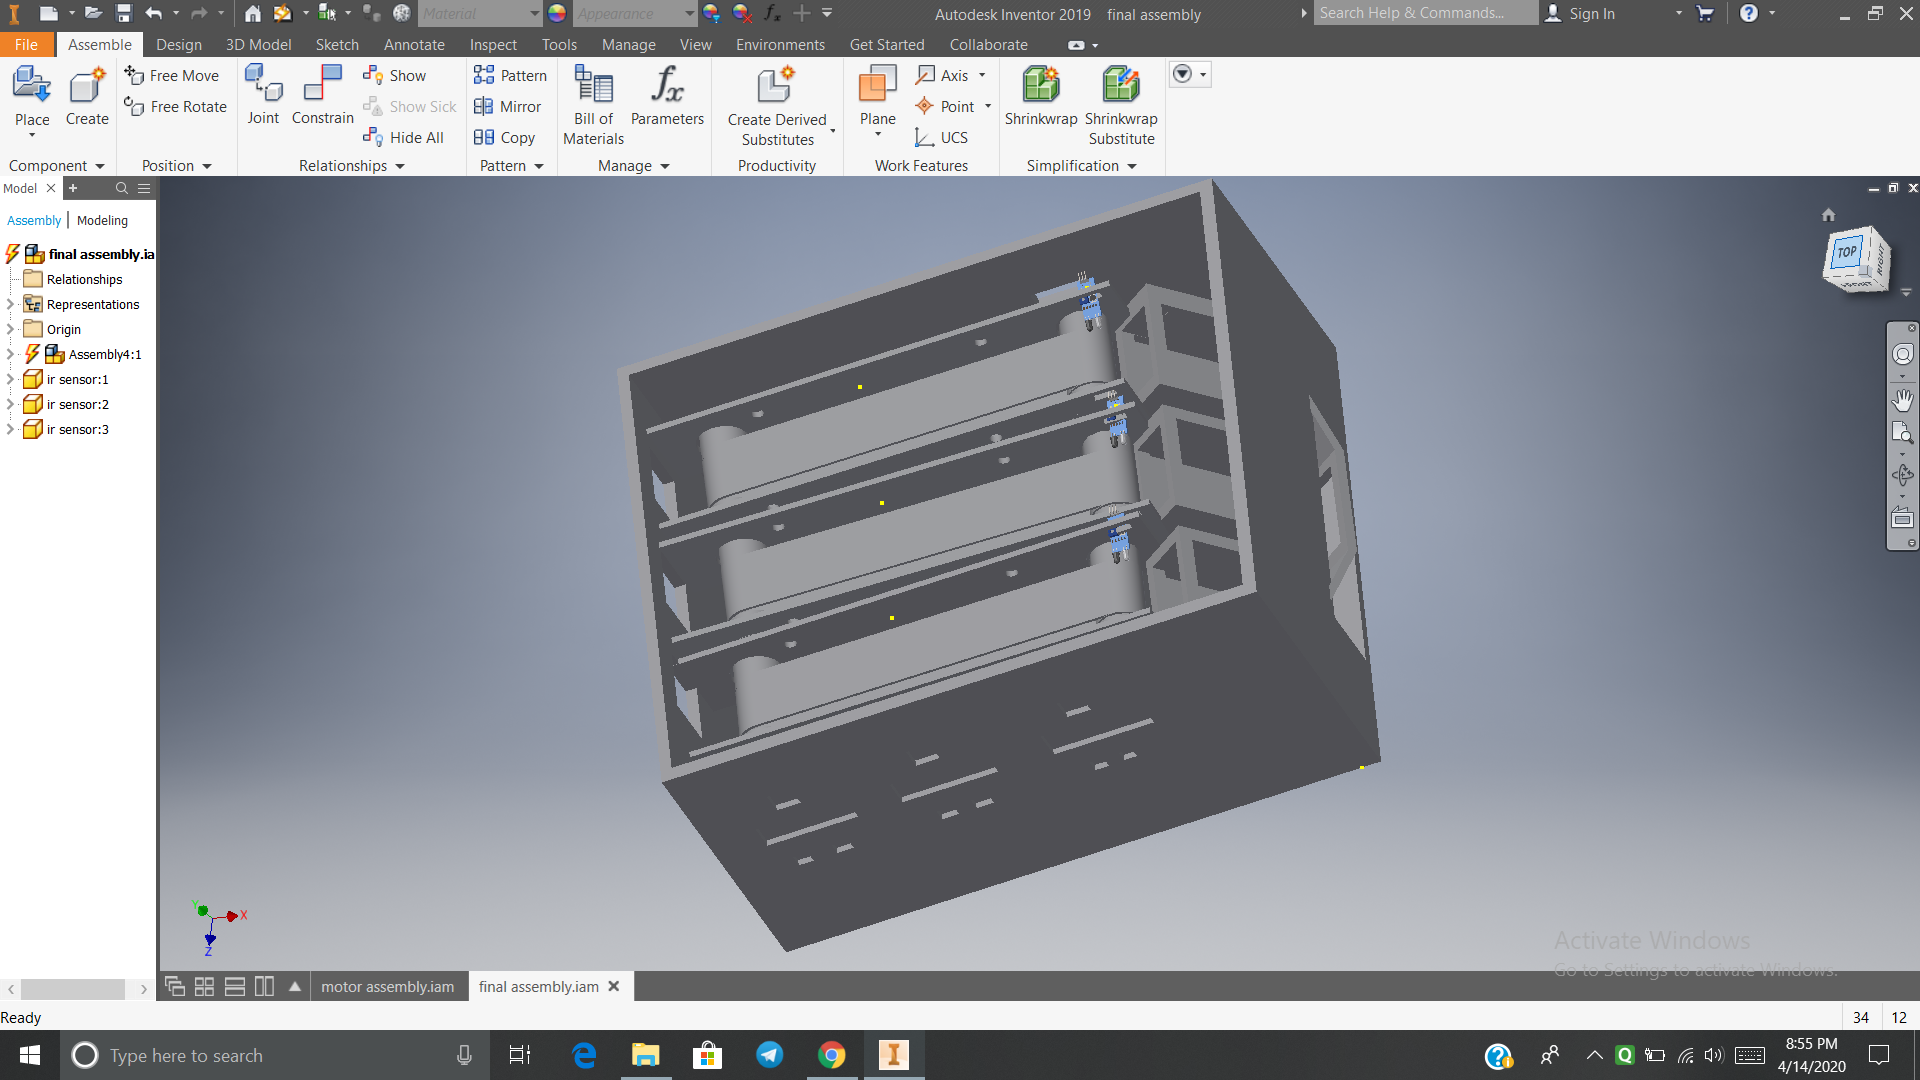 Material
Appearance
Autodesk Inventor 2019 final assembly
Search Help & Commands...
Sign In
File Assemble Design 3D Model Sketch Annotate Inspect Tools Manage View Environments Get Started Collaborate
Place
Create
Free Move
Free Rotate
Joint
Constrain
Show
Show Sick
Hide All
Pattern
Mirror
Copy
Bill of
Materials
fx
Parameters
Create Derived
Substitutes
Plane
Axis
Point
UCS
Shrinkwrap
Shrinkwrap
Substitute
Component
Position
Relationships
Pattern
Manage
Productivity
Work Features
Simplification
Model
Assembly Modeling
final assembly.ia
Relationships
Representations
Origin
Assembly4:1
ir sensor:1
ir sensor:2
ir sensor:3
TOP
RIGHT
Y
X
Z
Activate Windows
Go to Settings to activate Windows.
motor assembly.iam
final assembly.iam
Ready
34 12
Type here to search
8:55 PM
4/14/2020